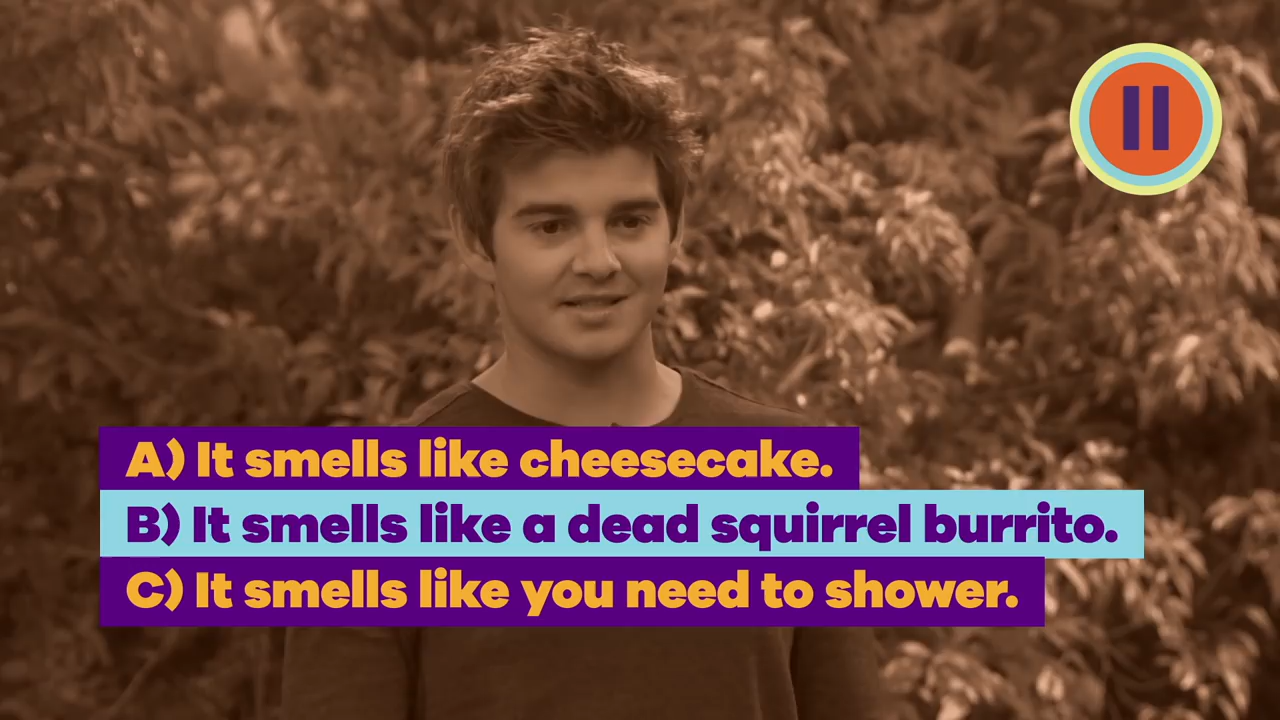 A) It smells like cheesecake.
B) It smells like a dead squirrel burrito.
C) It smells like you need to shower.